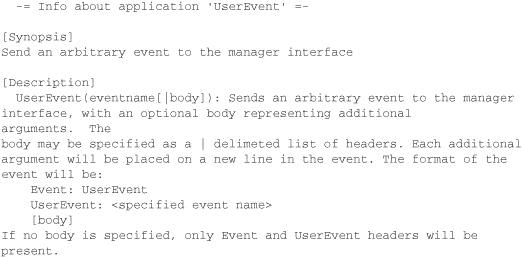 -= Info about application 'UserEvent' =-
[Synopsis]
Send an arbitrary event to the manager interface
[Description]
UserEvent(eventname[|body]): Sends an arbitrary event to the manager
interface, with an optional body representing additional
arguments.  The
body may be specified as a | delimeted list of headers. Each additional
argument will be placed on a new line in the event. The format of the
event will be:
Event: UserEvent
UserEvent: <specified event name>
[body]
If no body is specified, only Event and UserEvent headers will be
present.